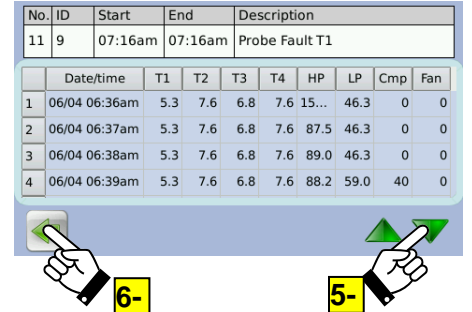 No. ID Start End Description
11 9 07:16am 07:16am Probe Fault T1
Date/time T1 T2 T3 T4 HP LP Cmp Fan
1 06/04 06:36am 5.3 7.6 6.8 7.6 15... 46.3 0 0
2 06/04 06:37am 5.3 7.6 6.8 7.6 87.5 46.3 0 0
3 06/04 06:38am 5.3 7.6 6.8 7.6 89.0 46.3 0 0
4 06/04 06:39am 5.3 7.6 6.8 7.6 88.2 59.0 40 0
6- 5-